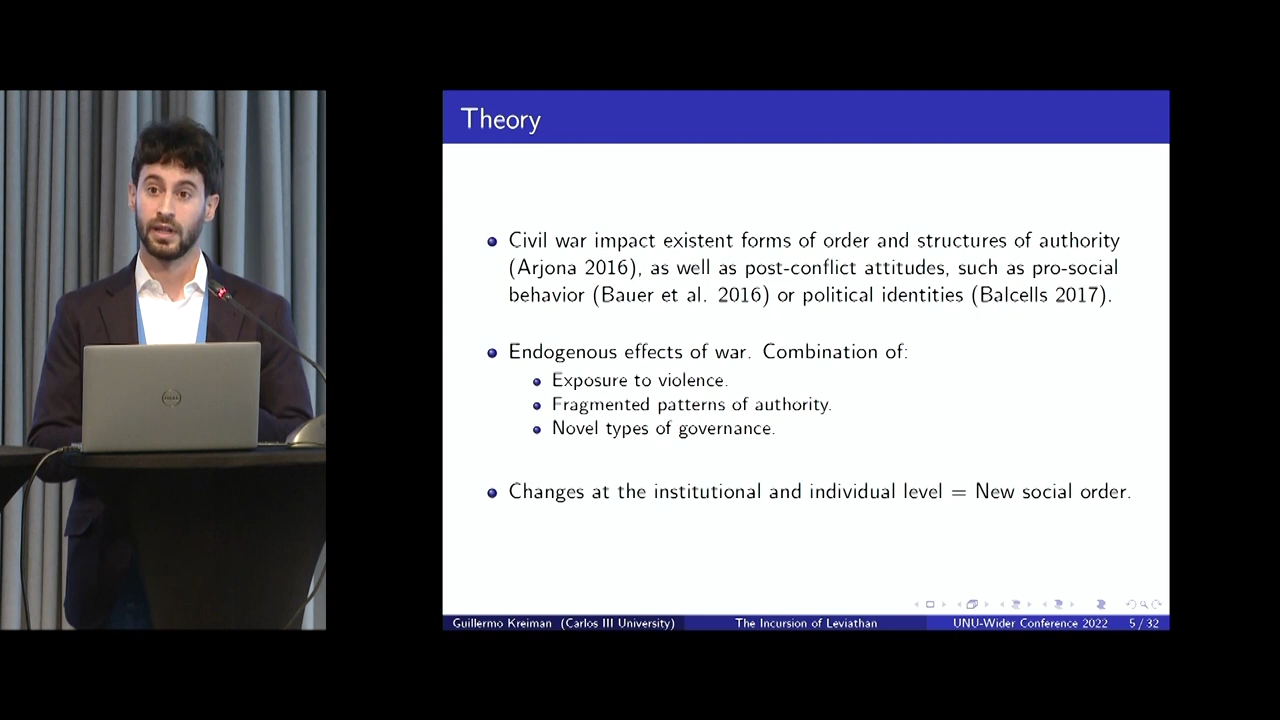 Theory
Civil war impact existent forms of order and structures of authority
(Arjona 2016), as well as post-conflict attitudes, such as pro-social
behavior (Bauer et al. 2016) or political identities (Balcells 2017).
Endogenous effects of war. Combination of:
Exposure to violence.
Fragmented patterns of authority.
Novel types of governance.
Changes at the institutional and individual level = New social order.
Guillermo Kreiman (Carlos III University) The Incursion of Leviathan UNU-Wider Conference 2022 5 / 32
DELL